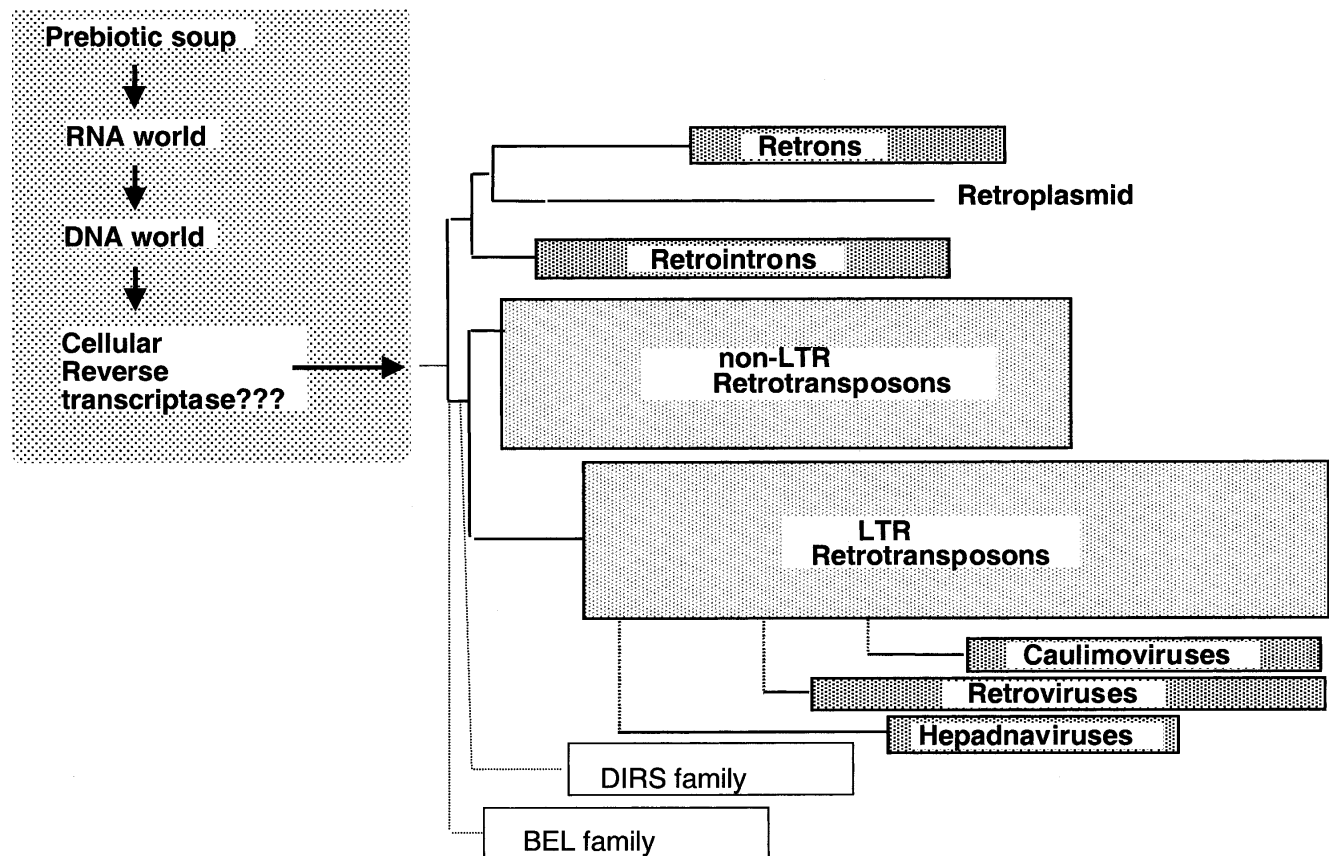 Prebiotic soup
RNA world
DNA world
Cellular
Reverse
transcriptase???
Retrons
Retroplasmid
Retrointrons
non-LTR
Retrotransposons
LTR
Retrotransposons
Caulimoviruses
Retroviruses
Hepadnaviruses
DIRS family
BEL family